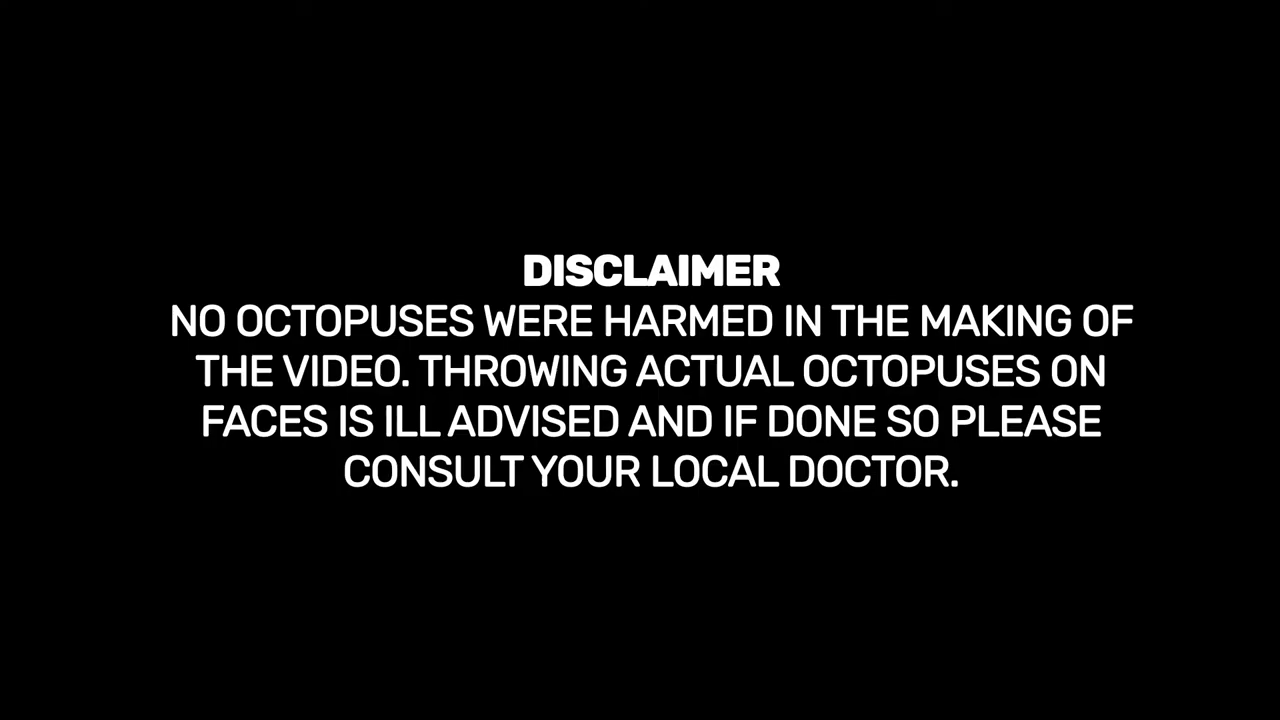 DISCLAIMER
NO OCTOPUSES WERE HARMED IN THE MAKING OF
THE VIDEO. THROWING ACTUAL OCTOPUSES ON
FACES IS ILL ADVISED AND IF DONE SO PLEASE
CONSULT YOUR LOCAL DOCTOR.